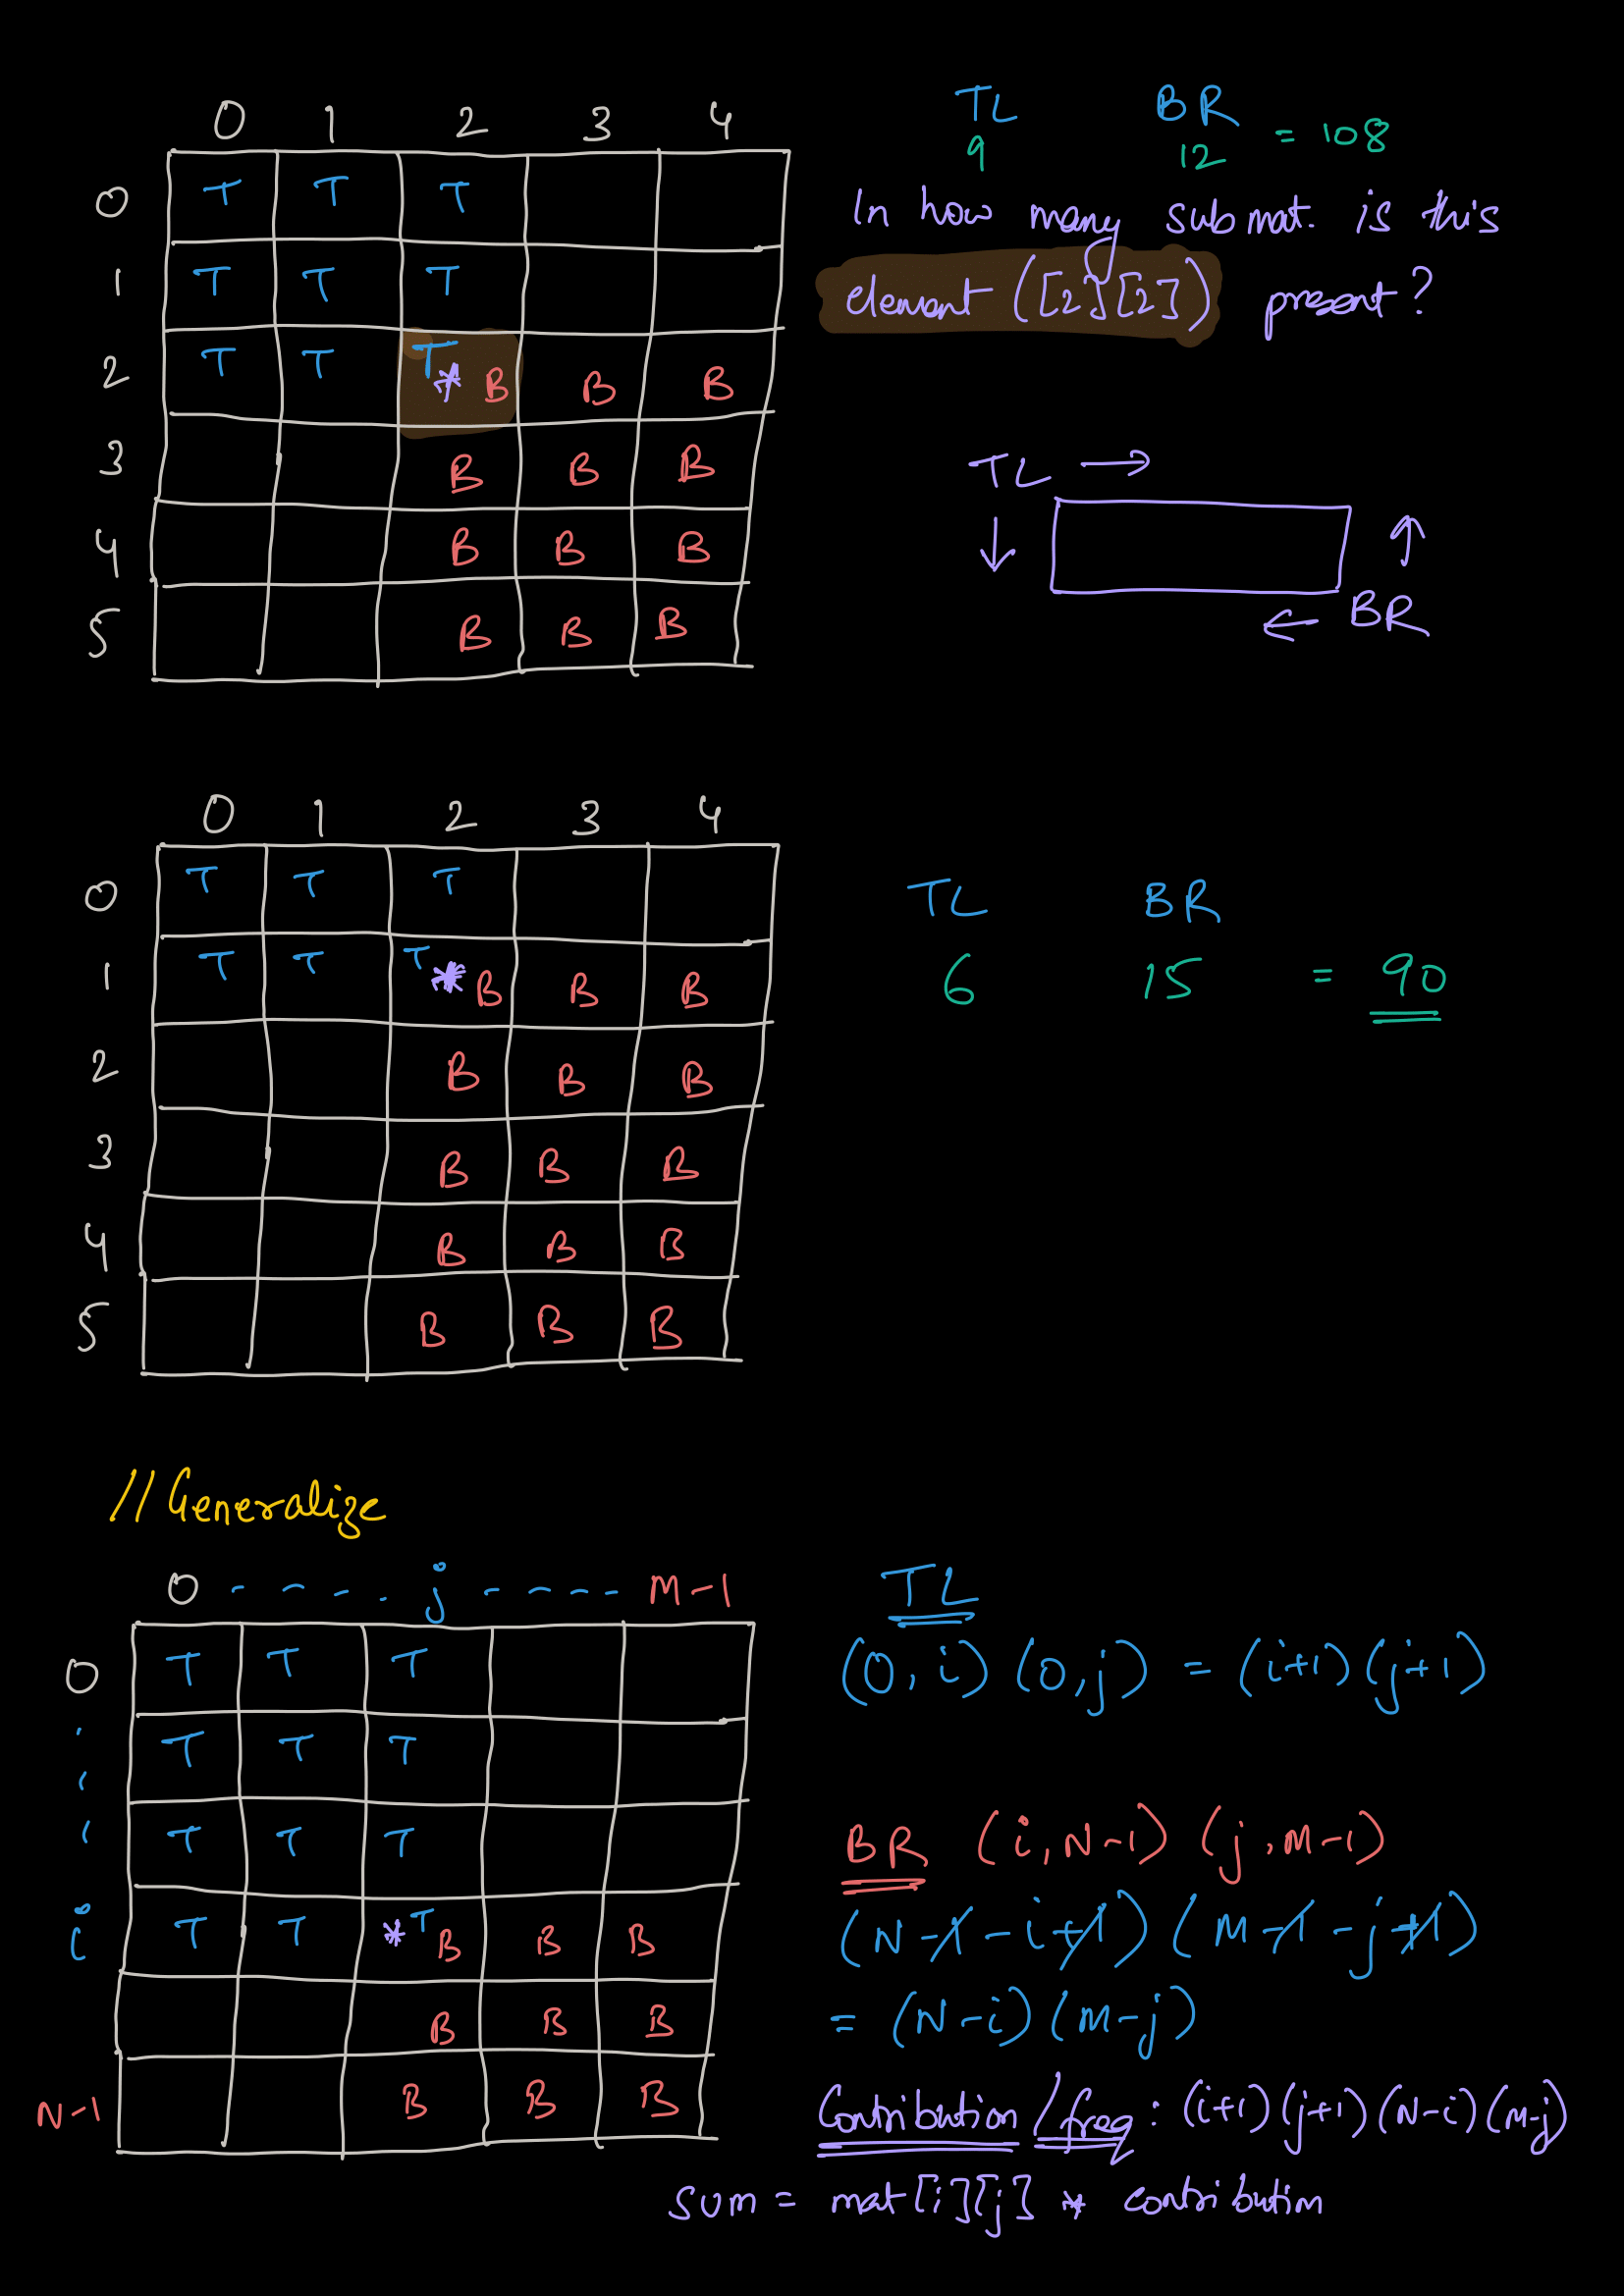 0 1 2 3 4
0 T T T
1 T T T
2 T T T * B B B
3 B B B
4 B B B
5 B B B
TL BR
9 12 = 108
In how many submat. is this
element ([2][2]) present?
TL →
↓ ↑
← BR
0 1 2 3 4
0 T T T
1 T T T * B B B
2 B B B
3 B B B
4 B B B
5 B B B
TL BR
6 15 = 90
// Generalize
0 - - - . j - - - - M-1
0 T T T
T T T
T T T
i T T * T B B B
B B B
N-1 B B B
TL
(0, i) (0, j) = (i+1) (j+1)
BR (i, N-1) (j, M-1)
(N-1-i+1) (M-1-j+1)
= (N-i) (M-j)
Contribution / freq : (i+1) (j+1) (N-i) (M-j)
sum = mat[i][j] * contribution